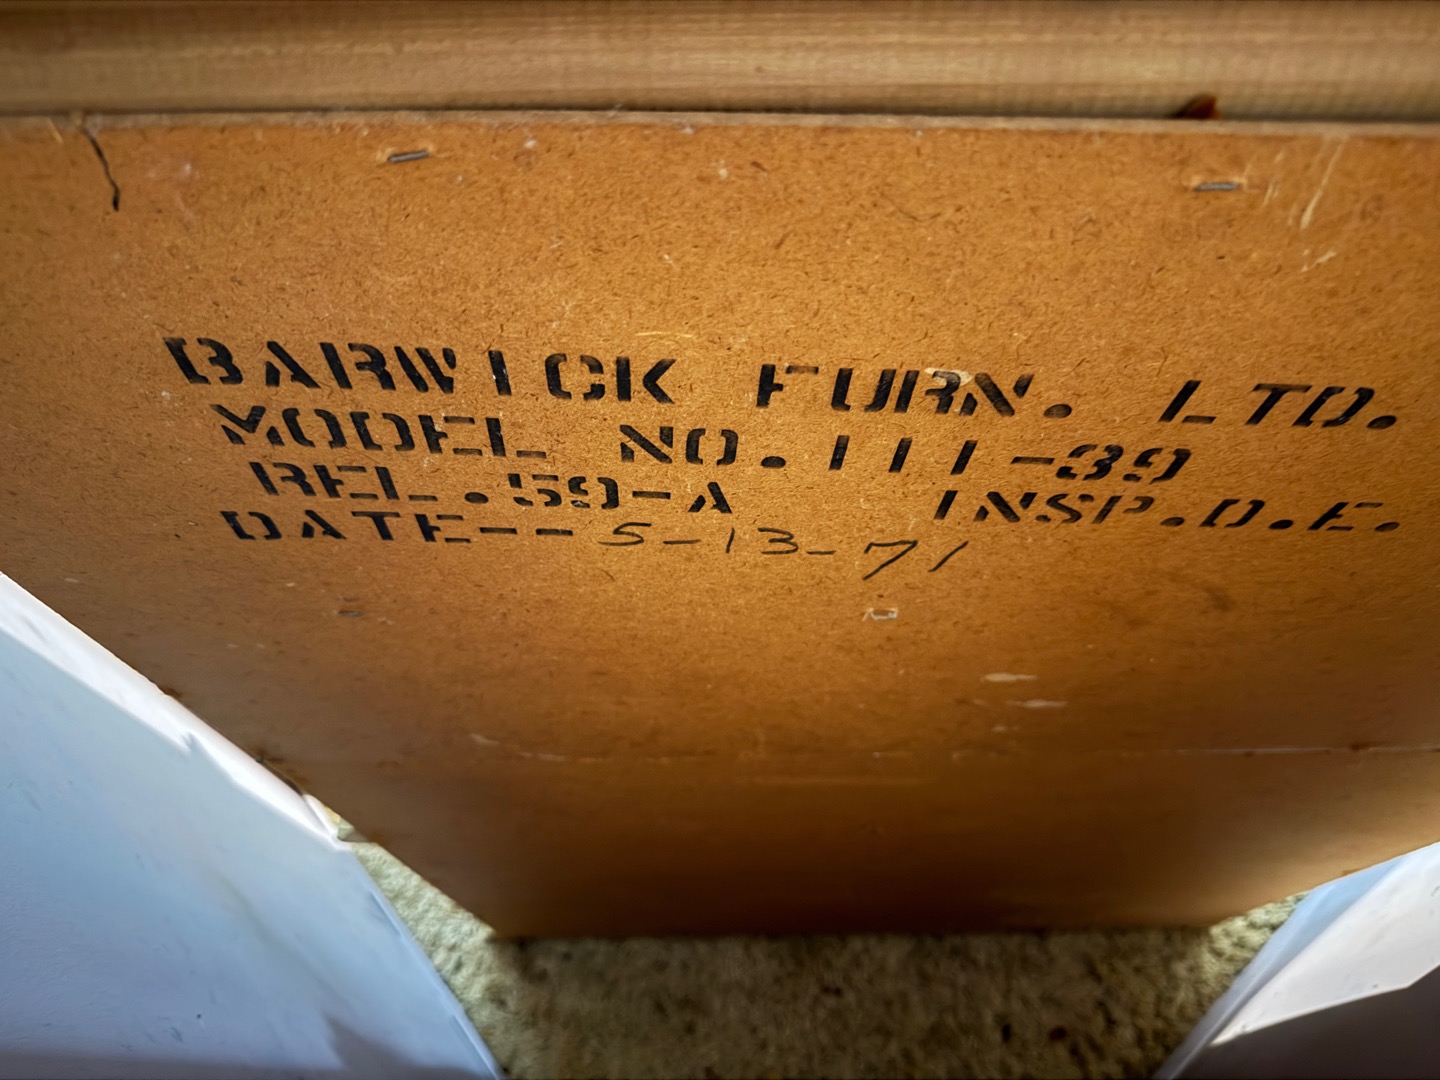 BARWICK FURN. LTD.
MODEL NO. 111-39
REL. 59-A INSP. D.E.
DATE-- 5-13-71